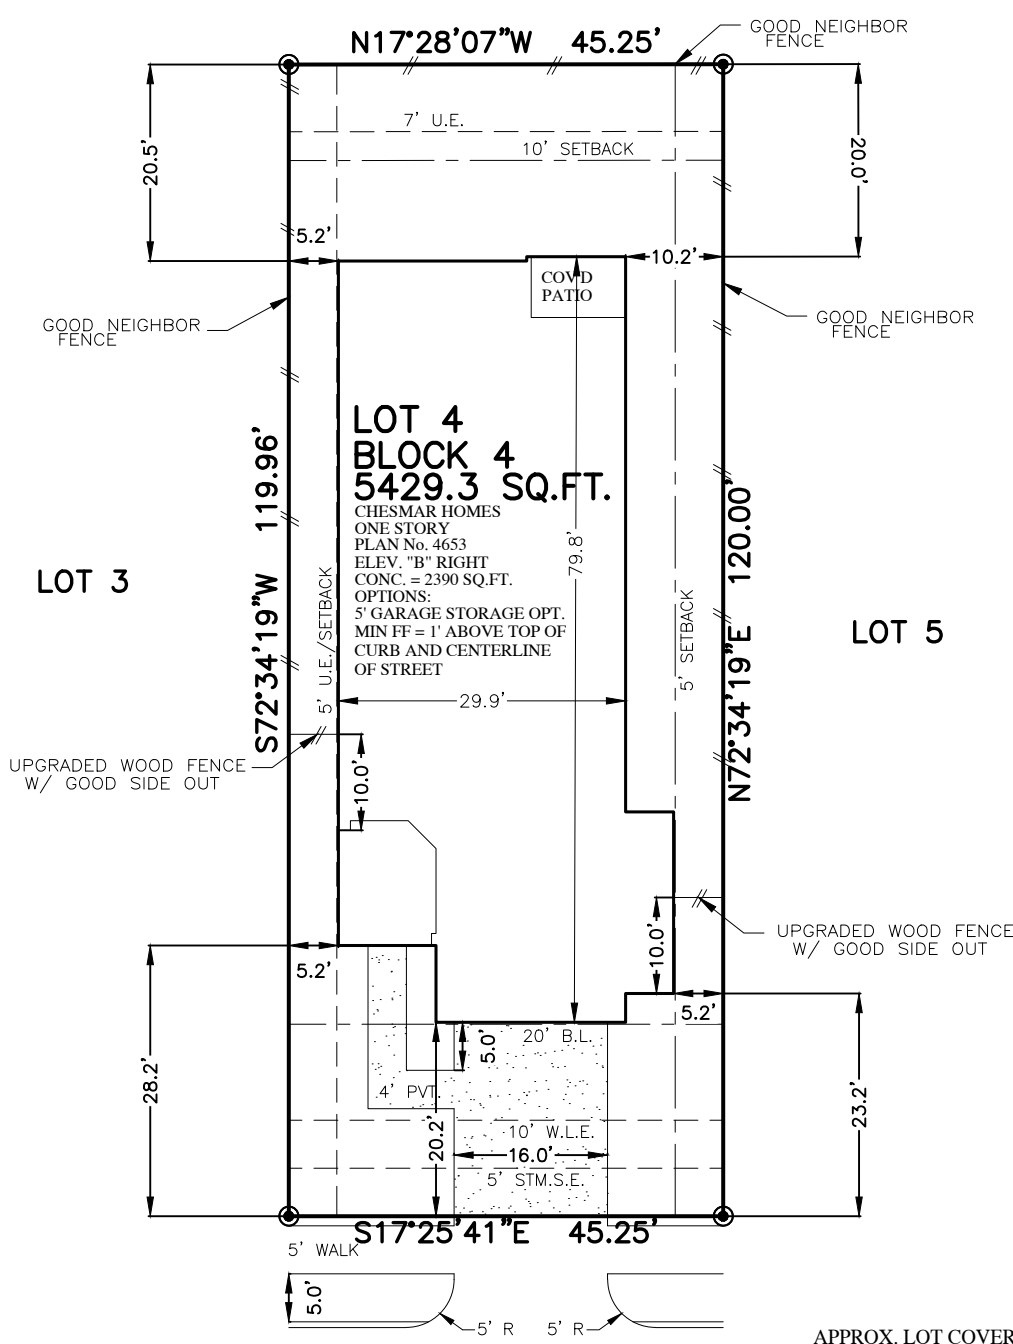 GOOD NEIGHBOR
FENCE
N17°28'07"W 45.25'
7' U.E.
10' SETBACK
20.5'
20.0'
5.2'
10.2'
COV'D
PATIO
GOOD NEIGHBOR
FENCE
GOOD NEIGHBOR
FENCE
LOT 4
BLOCK 4
5429.3 SQ.FT.
CHESMAR HOMES
ONE STORY
PLAN No. 4653
ELEV. "B" RIGHT
CONC. = 2390 SQ.FT.
OPTIONS:
5' GARAGE STORAGE OPT.
MIN FF = 1' ABOVE TOP OF
CURB AND CENTERLINE
OF STREET
S72°34'19"W 119.96'
5' U.E./SETBACK
79.8'
5' SETBACK
N72°34'19"E 120.00'
LOT 3
LOT 5
29.9'
UPGRADED WOOD FENCE
W/ GOOD SIDE OUT
10.0'
10.0'
UPGRADED WOOD FENCE
W/ GOOD SIDE OUT
5.2'
5.2'
28.2'
5.0'
20' B.L.
4' PVT.
20.2'
10' W.L.E.
16.0'
5' STM.S.E.
23.2'
S17°25'41"E 45.25'
5' WALK
5.0'
5' R
5' R
APPROX. LOT COVER